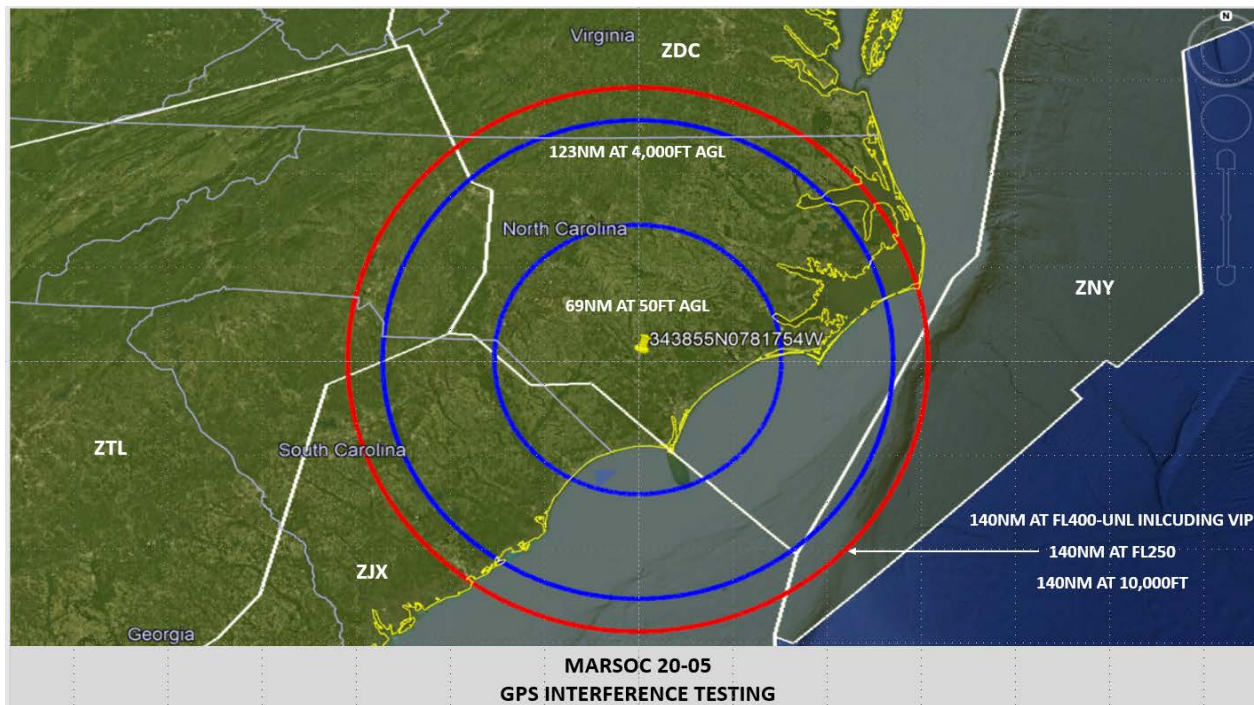 N
Virginia
ZDC
123NM AT 4,000FT AGL
North Carolina
ZNY
69NM AT 50FT AGL
343855N0781754W
ZTL
South Carolina
140NM AT FL400-UNL INLCUDING VIP
140NM AT FL250
ZJX
140NM AT 10,000FT
Georgia
MARSOC 20-05
GPS INTERFERENCE TESTING